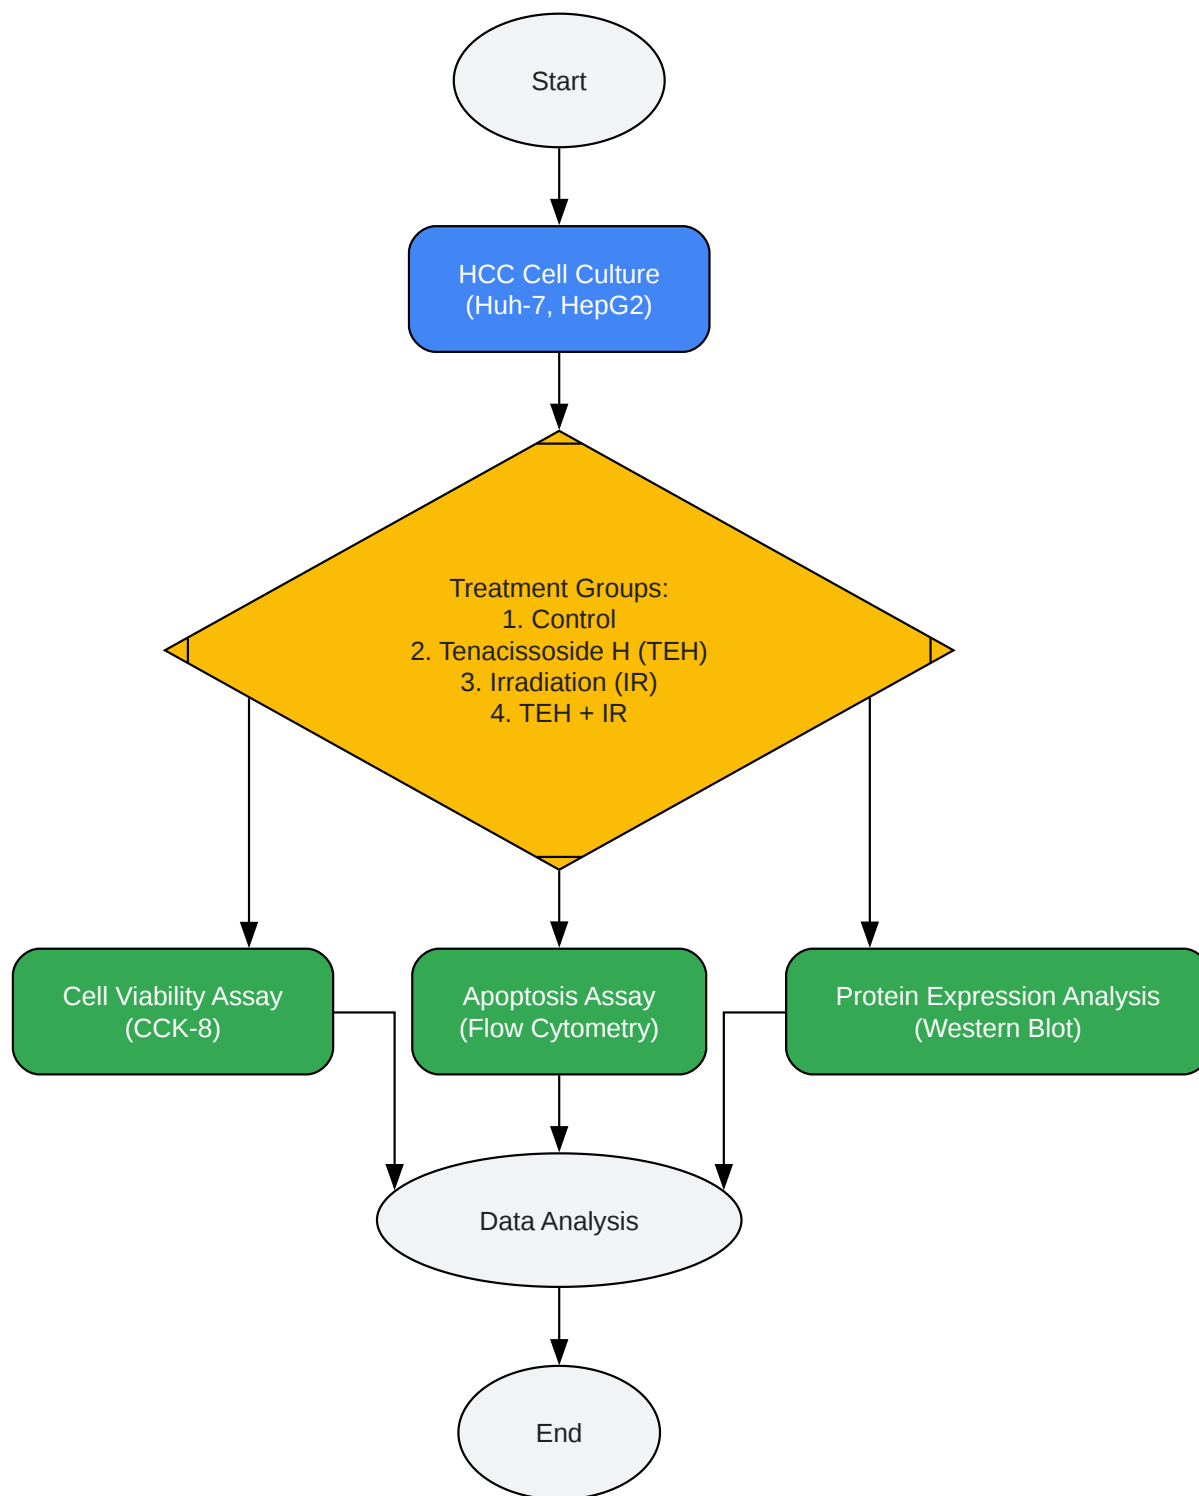 Start
HCC Cell Culture
(Huh-7, HepG2)
Treatment Groups:
1. Control
2. Tenacissoside H (TEH)
3. Irradiation (IR)
4. TEH + IR
Cell Viability Assay
(CCK-8)
Apoptosis Assay
(Flow Cytometry)
Protein Expression Analysis
(Western Blot)
Data Analysis
End